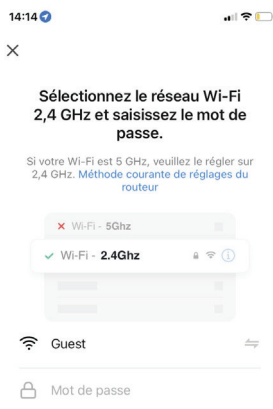 14:14
Sélectionnez le réseau Wi-Fi
2,4 GHz et saisissez le mot de
passe.
Si votre Wi-Fi est 5 GHz, veuillez le régler sur
2,4 GHz. Méthode courante de réglages du
routeur
Wi-Fi - 5Ghz
Wi-Fi - 2.4Ghz
Guest
Mot de passe